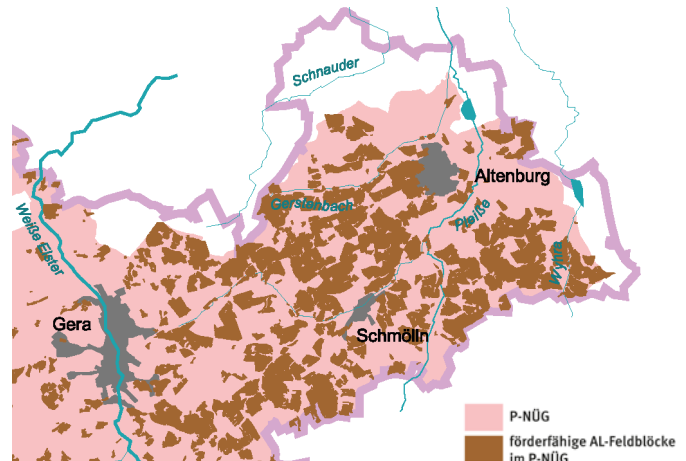 Schnauder
Altenburg
Gerstenbach
Pleiße
Weiße Elster
Wyhra
Gera
Schmölln
P-NÜG
förderfähige AL-Feldblöcke
im P-NÜG